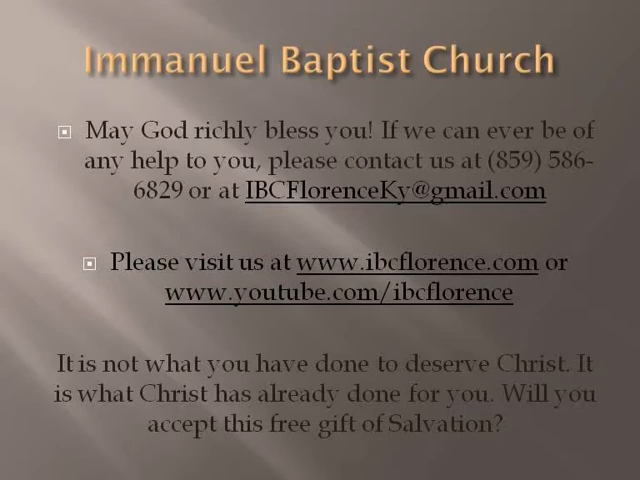 Immanuel Baptist Church
May God richly bless you! If we can ever be of
any help to you, please contact us at (859) 586-
6829 or at IBCFlorenceKy@gmail.com
Please visit us at www.ibcflorence.com or
www.youtube.com/ibcflorence
It is not what you have done to deserve Christ. It
is what Christ has already done for you. Will you
accept this free gift of Salvation?